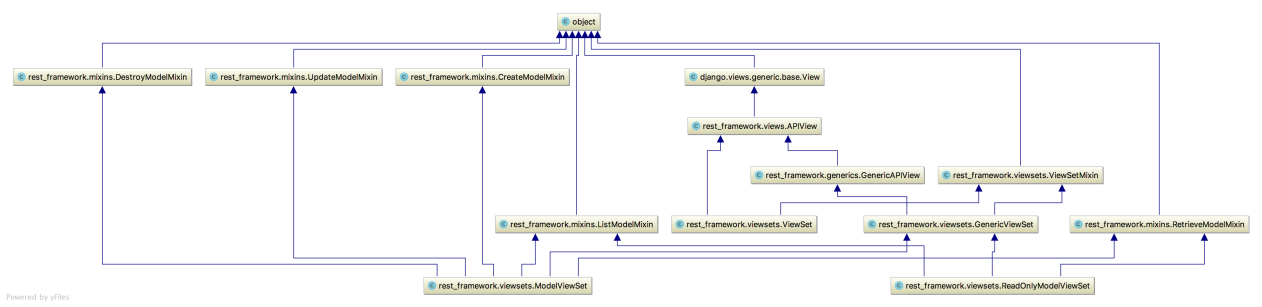 C object
C rest_framework.mixins.DestroyModelMixin
C rest_framework.mixins.UpdateModelMixin
C rest_framework.mixins.CreateModelMixin
C django.views.generic.base.View
C rest_framework.views.APIView
C rest_framework.generics.GenericAPIView
C rest_framework.viewsets.ViewSetMixin
C rest_framework.mixins.ListModelMixin
C rest_framework.viewsets.ViewSet
C rest_framework.viewsets.GenericViewSet
C rest_framework.mixins.RetrieveModelMixin
C rest_framework.viewsets.ModelViewSet
C rest_framework.viewsets.ReadOnlyModelViewSet
Powered by yFiles